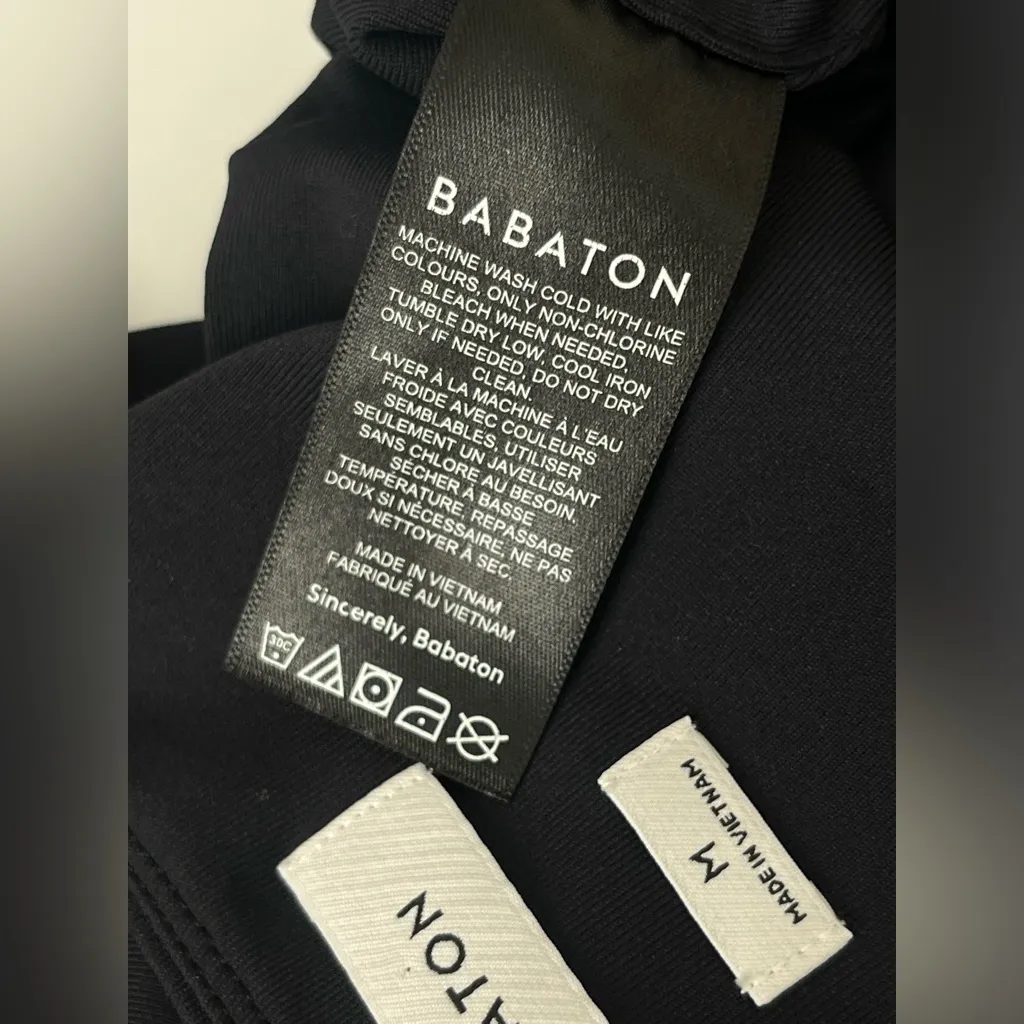 BABATON
MACHINE WASH COLD WITH LIKE
COLOURS, ONLY NON-CHLORINE
BLEACH WHEN NEEDED,
TUMBLE DRY LOW, COOL IRON
ONLY IF NEEDED, DO NOT DRY
CLEAN.
LAVER À LA MACHINE À L'EAU
FROIDE AVEC COULEURS
SEMBLABLES, UTILISER
SEULEMENT UN JAVELLISANT
SANS CHLORE AU BESOIN,
SÉCHER À BASSE
TEMPÉRATURE, REPASSAGE
DOUX SI NÉCESSAIRE, NE PAS
NETTOYER À SEC.
MADE IN VIETNAM
FABRIQUÉ AU VIETNAM
Sincerely, Babaton
30C
ATON
M
MADE IN VIETNAM